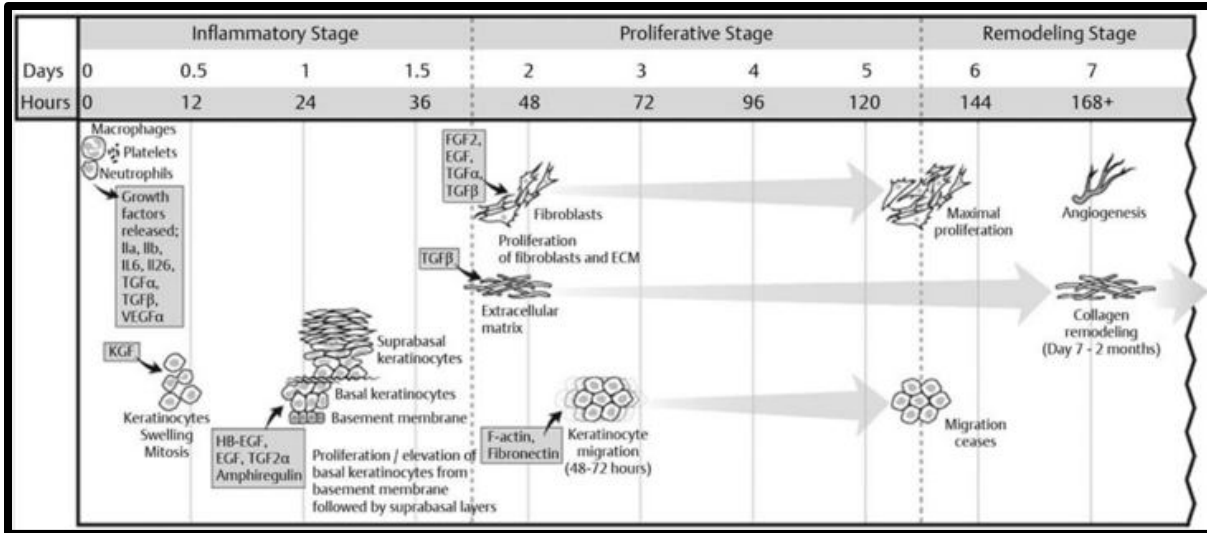 Inflammatory Stage Proliferative Stage Remodeling Stage
Days 0 0.5 1 1.5 2 3 4 5 6 7
Hours 0 12 24 36 48 72 96 120 144 168+
Macrophages
Platelets
Neutrophils
Growth
factors
released;
IIa, IIb,
IL6, II26,
TGFα,
TGFβ,
VEGFα
KGF
Keratinocytes
Swelling
Mitosis
Suprabasal
keratinocytes
Basal keratinocytes
Basement membrane
HB-EGF,
EGF, TGF2α
Amphiregulin
Proliferation / elevation of
basal keratinocytes from
basement membrane
followed by suprabasal layers
FGF2,
EGF,
TGFα,
TGFβ
Fibroblasts
Proliferation
of fibroblasts and ECM
TGFβ
Extracellular
matrix
F-actin,
Fibronectin
Keratinocyte
migration
(48-72 hours)
Maximal
proliferation
Angiogenesis
Collagen
remodeling
(Day 7 - 2 months)
Migration
ceases